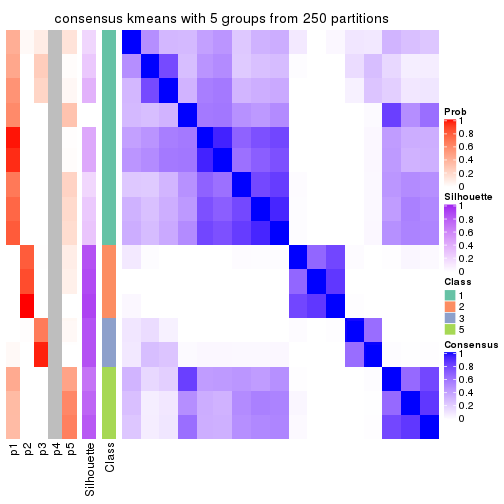 consensus kmeans with 5 groups from 250 partitions
Prob
1
0.8
0.6
0.4
0.2
0
Silhouette
1
0.8
0.6
0.4
0.2
0
Class
1
2
3
5
Consensus
1
0.8
0.6
0.4
0.2
0
p1
p2
p3
p4
p5
Silhouette
Class